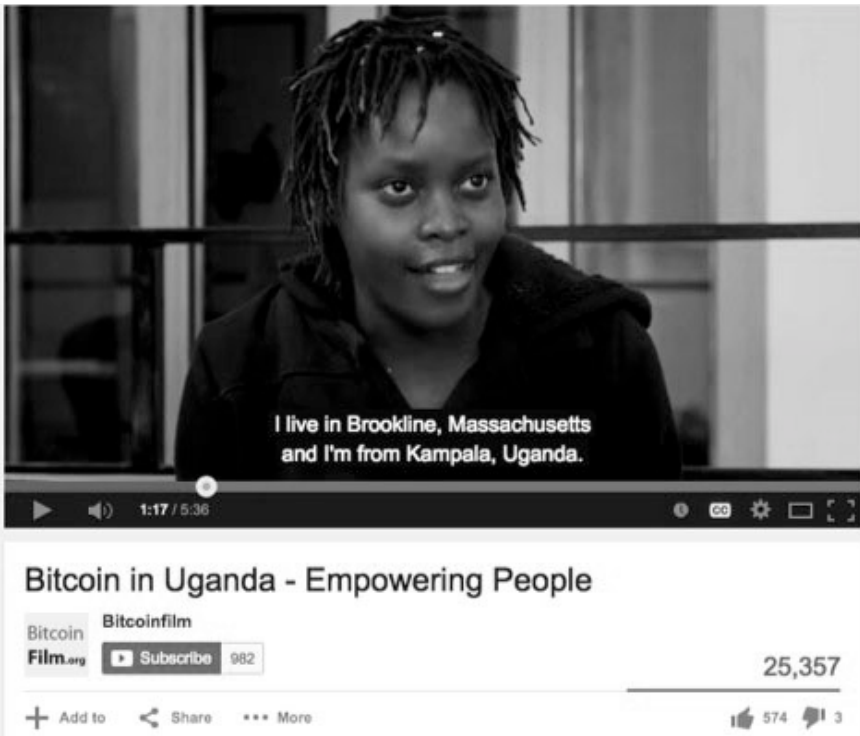 I live in Brookline, Massachusetts
and I'm from Kampala, Uganda.
1:17 / 5:36
CC
Bitcoin in Uganda - Empowering People
Bitcoin
Film.org
Bitcoinfilm
Subscribe 982
25,357
Add to Share More
574 3